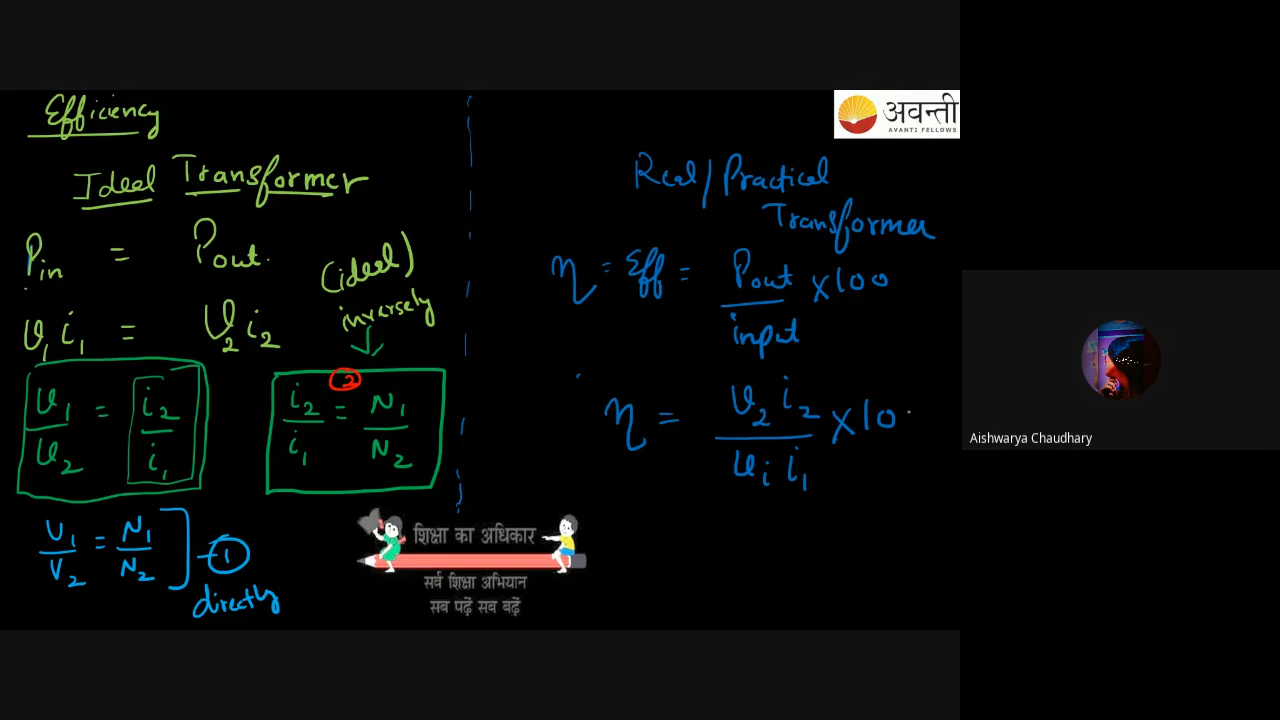 Efficiency
Ideal Transformer
Pin = Pout.
(ideal)
inversely
V1 i1 = V2 i2
V1/V2 = i2/i1
2
i2/i1 = N1/N2
V1/V2 = N1/N2 ] — 1
directly
अवन्ती
AVANTI FELLOWS
Real/Practical
Transformer
η = Eff = Pout/input × 100
η = V2 i2/Vi i1 × 10
शिक्षा का अधिकार
सर्व शिक्षा अभियान
सब पढ़ें सब बढ़ें
Aishwarya Chaudhary